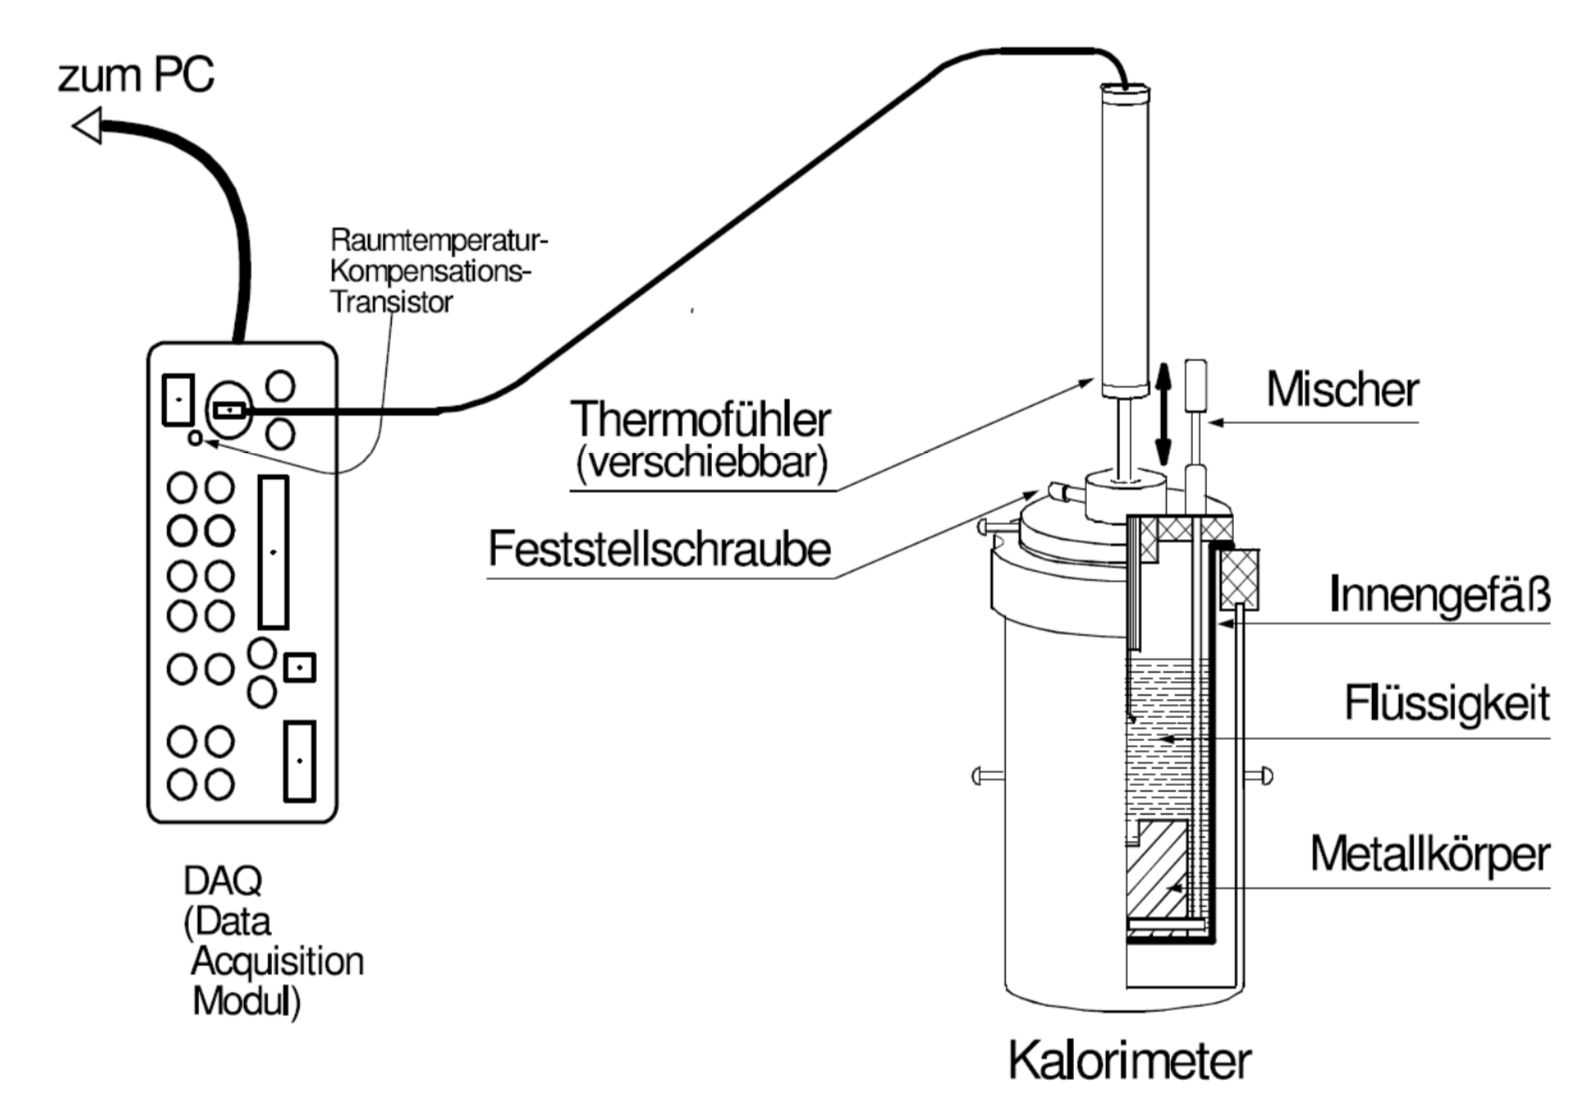 zum PC
Raumtemperatur-
Kompensations-
Transistor
Thermofühler
(verschiebbar)
Mischer
Feststellschraube
Innengefäß
Flüssigkeit
Metallkörper
DAQ
(Data
Acquisition
Modul)
Kalorimeter